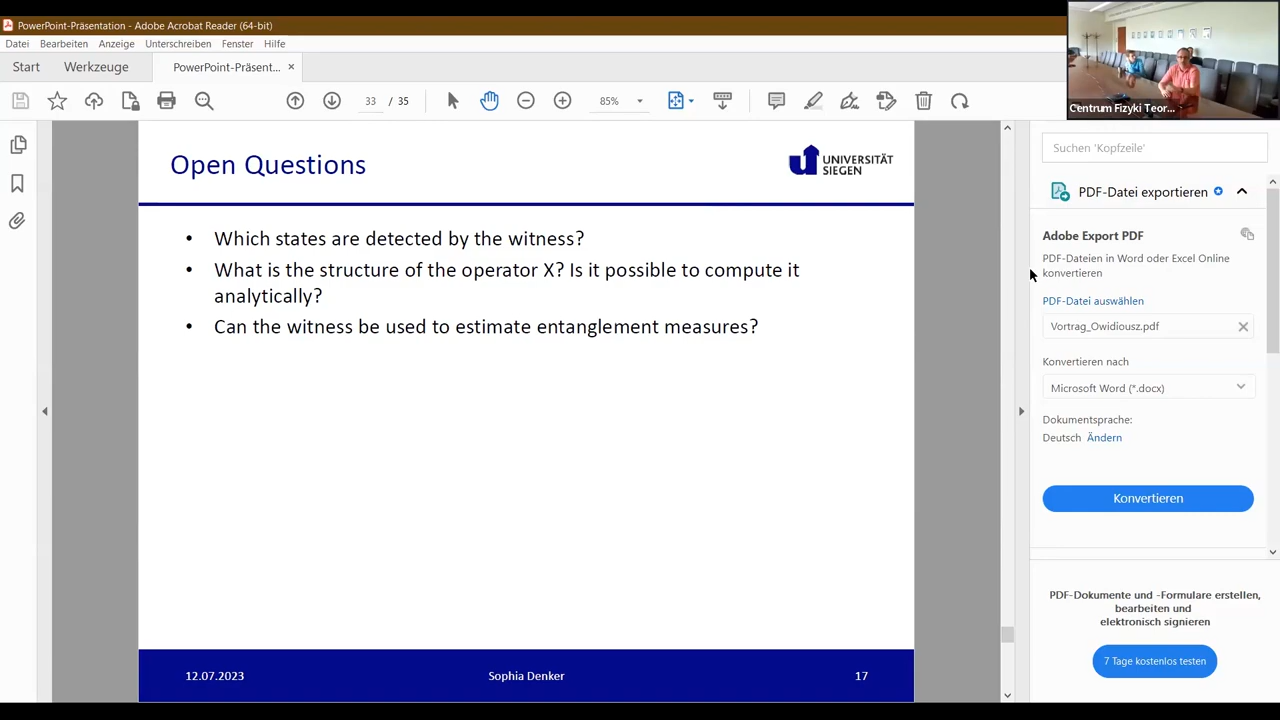 PowerPoint-Präsentation - Adobe Acrobat Reader (64-bit)
Datei Bearbeiten Anzeige Unterschreiben Fenster Hilfe
Start Werkzeuge PowerPoint-Präsent... ×
33 / 35 85%
Centrum Fizyki Teor...
Open Questions
UNIVERSITÄT
SIEGEN
• Which states are detected by the witness?
• What is the structure of the operator X? Is it possible to compute it
analytically?
• Can the witness be used to estimate entanglement measures?
12.07.2023 Sophia Denker 17
Suchen 'Kopfzeile'
PDF-Datei exportieren
Adobe Export PDF
PDF-Dateien in Word oder Excel Online
konvertieren
PDF-Datei auswählen
Vortrag_Owidiousz.pdf
Konvertieren nach
Microsoft Word (*.docx)
Dokumentsprache:
Deutsch Ändern
Konvertieren
PDF-Dokumente und -Formulare erstellen,
bearbeiten und
elektronisch signieren
7 Tage kostenlos testen